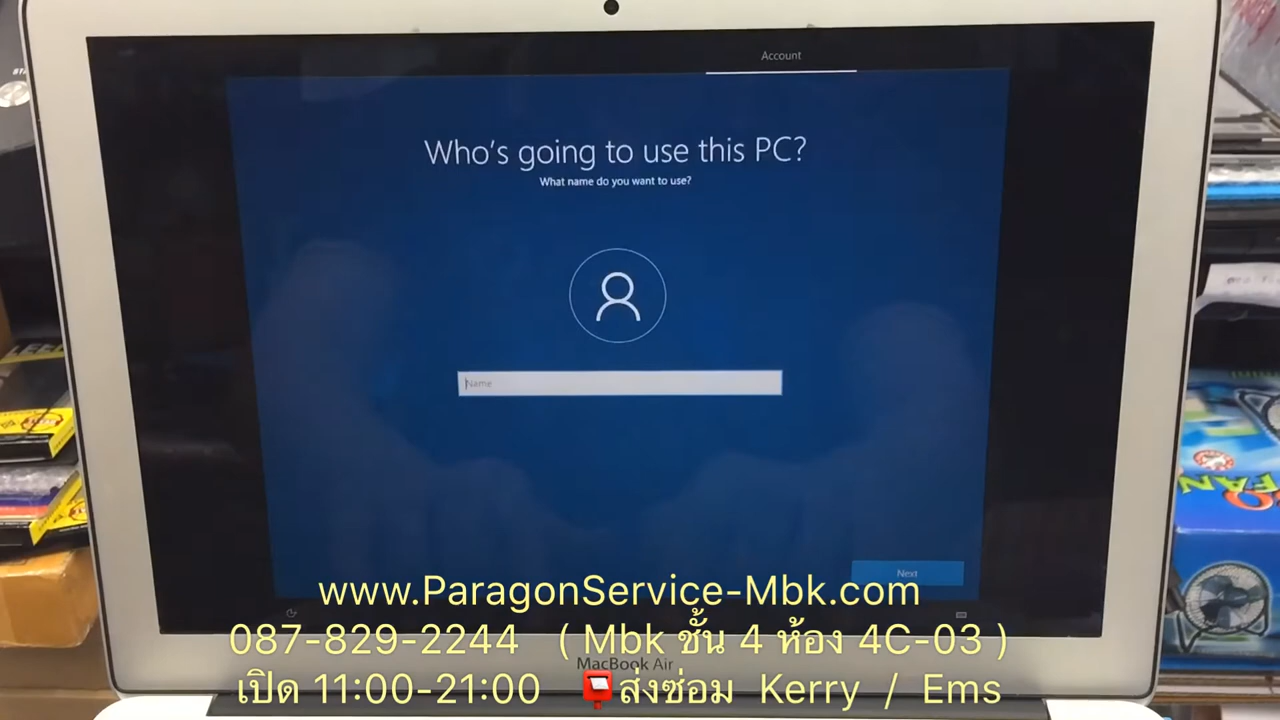 Account
Who's going to use this PC?
What name do you want to use?
Name
Next
www.ParagonService-Mbk.com
087-829-2244 ( Mbk ชั้น 4 ห้อง 4C-03 )
MacBook Air
เปิด 11:00-21:00 📮ส่งซ่อม Kerry / Ems
FAN